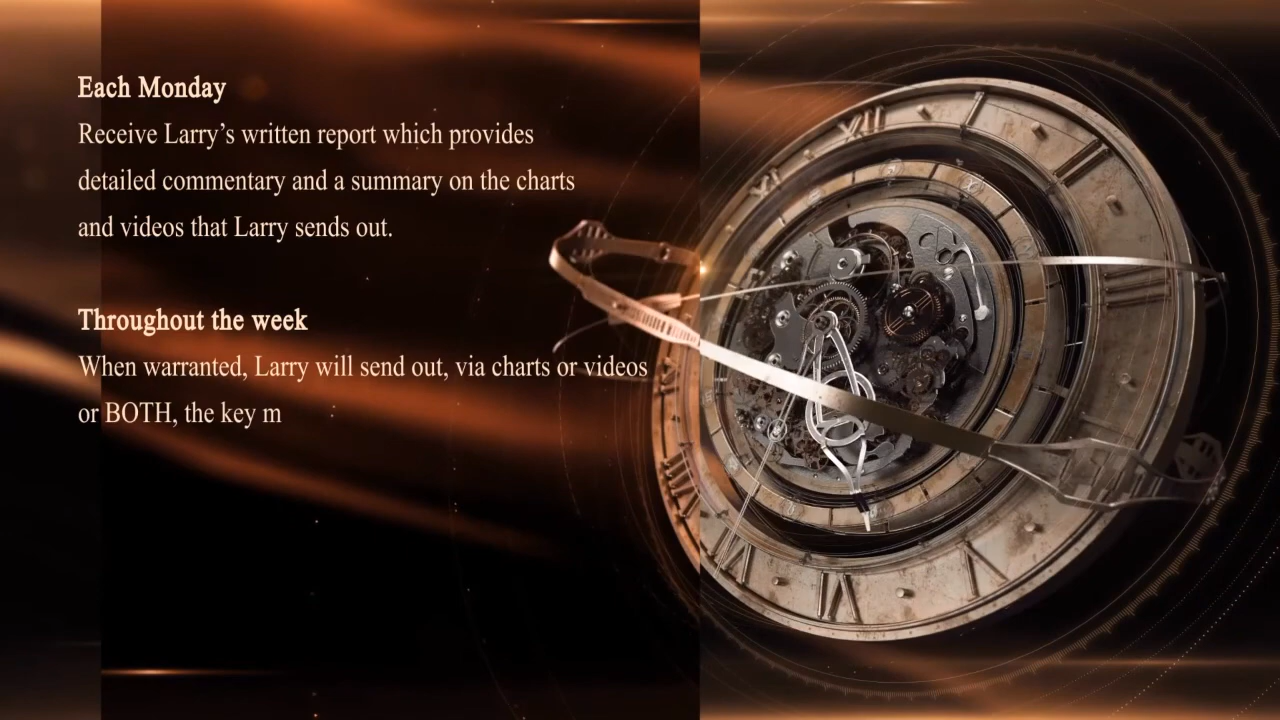 Each Monday
Receive Larry’s written report which provides
detailed commentary and a summary on the charts
and videos that Larry sends out.
Throughout the week
When warranted, Larry will send out, via charts or videos
or BOTH, the key m